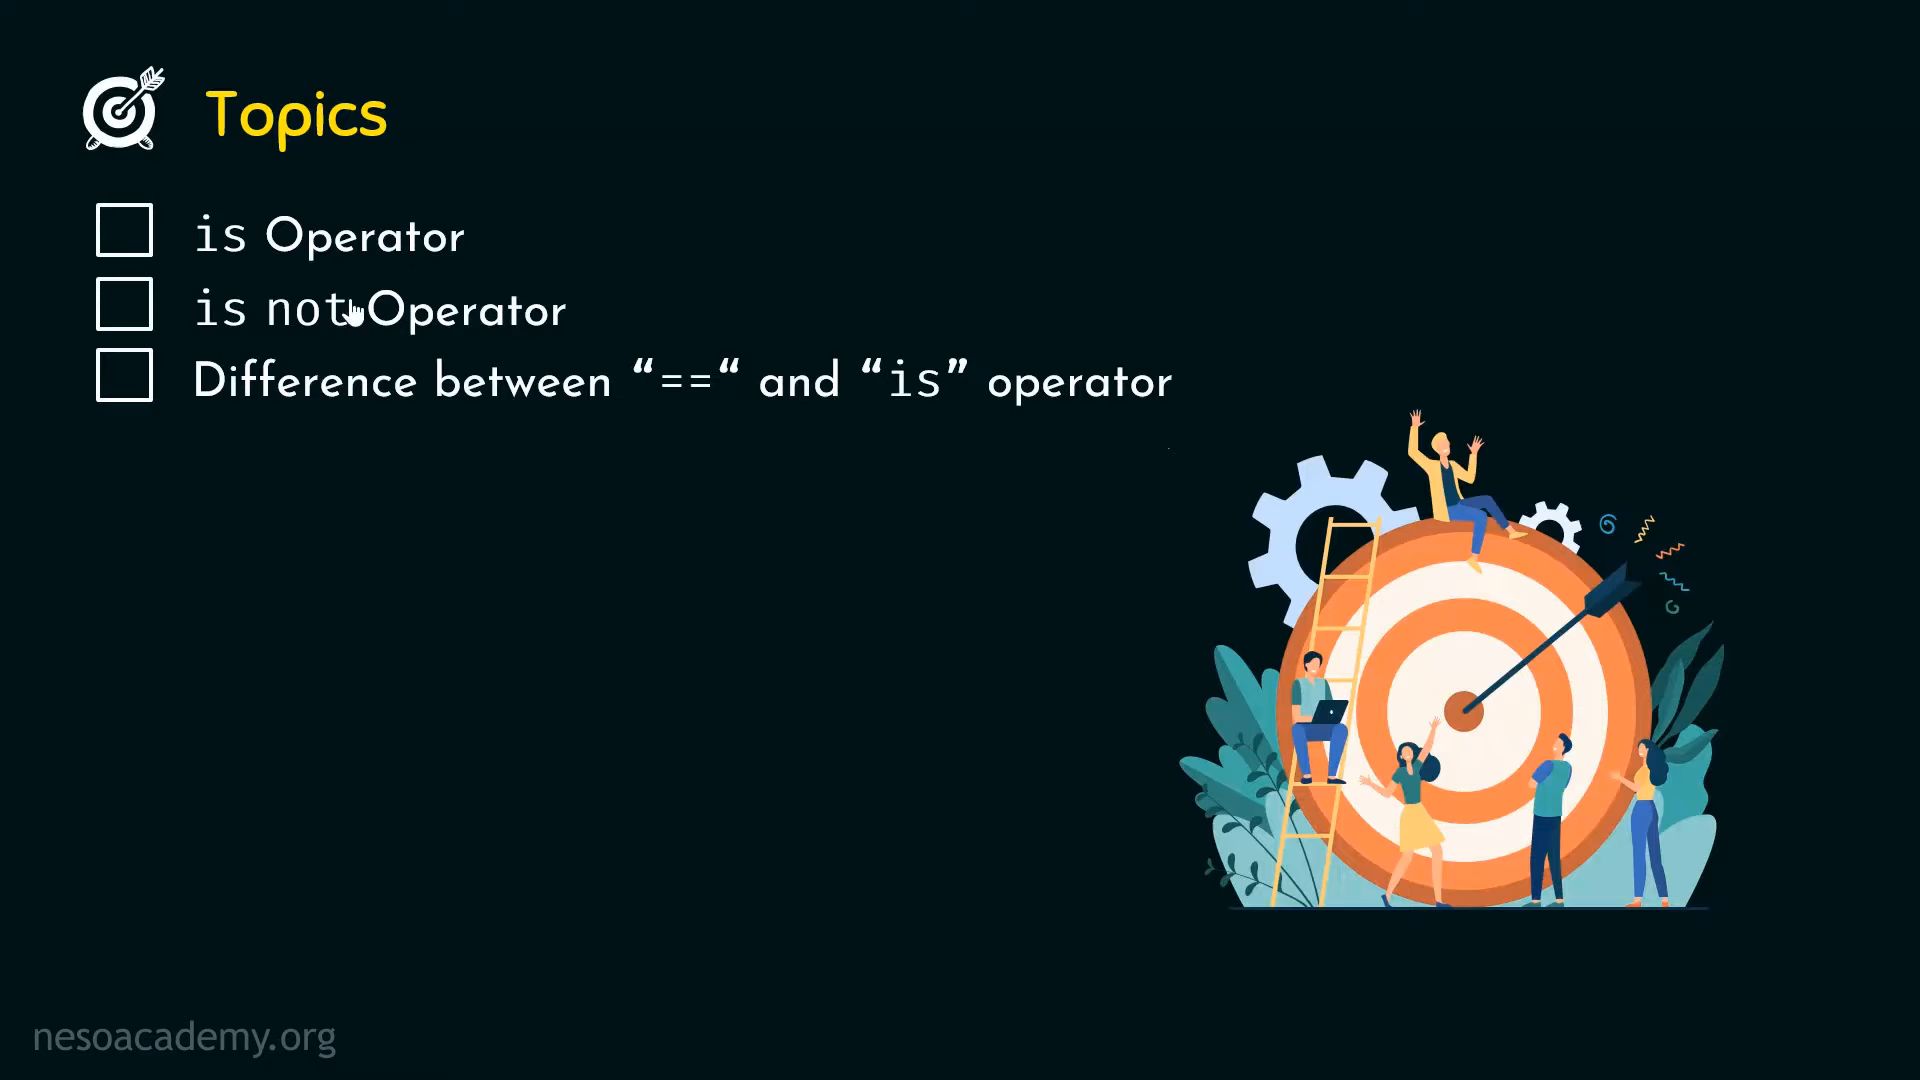 Topics
is Operator
is not Operator
Difference between “==“ and “is” operator
nesoacademy.org